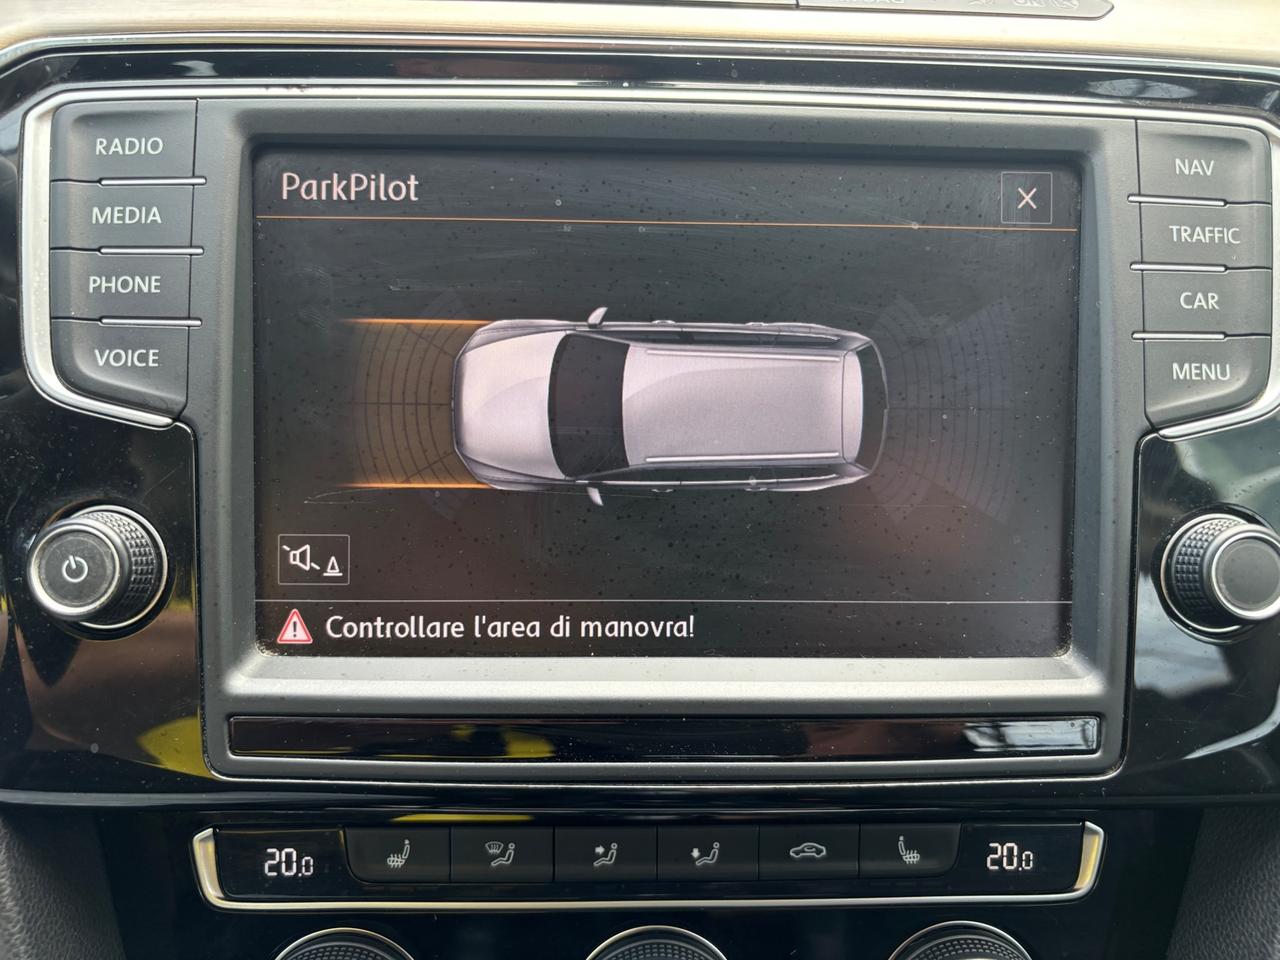 RADIO
MEDIA
PHONE
VOICE
ParkPilot
Controllare l'area di manovra!
NAV
TRAFFIC
CAR
MENU
20.0
20.0